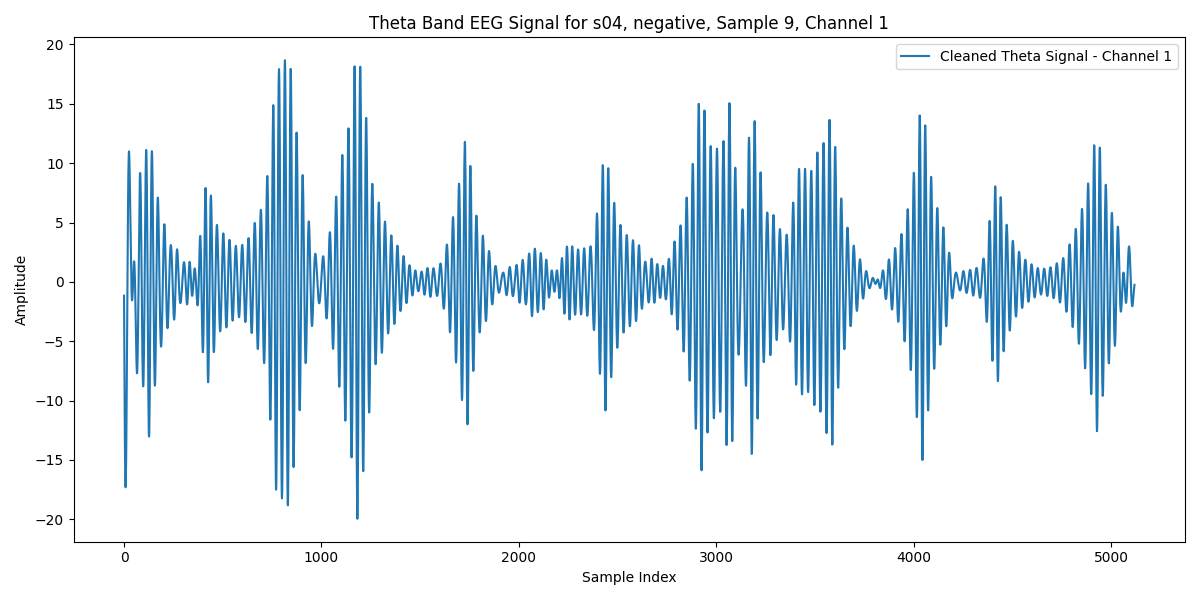 Theta Band EEG Signal for s04, negative, Sample 9, Channel 1
Cleaned Theta Signal - Channel 1
Amplitude
20
15
10
5
0
−5
−10
−15
−20
0 1000 2000 3000 4000 5000
Sample Index